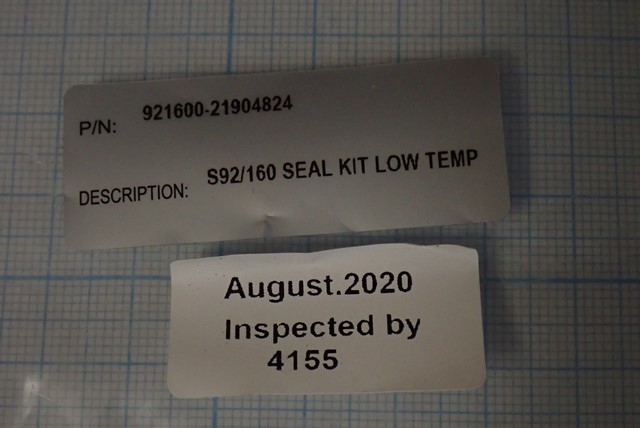 P/N: 921600-21904824
DESCRIPTION: S92/160 SEAL KIT LOW TEMP
August.2020
Inspected by
4155